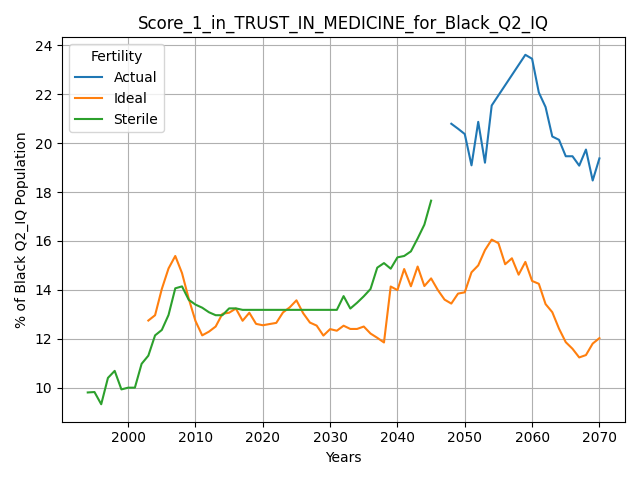 Score_1_in_TRUST_IN_MEDICINE_for_Black_Q2_IQ
Fertility
Actual
Ideal
Sterile
% of Black Q2_IQ Population
24
22
20
18
16
14
12
10
2000 2010 2020 2030 2040 2050 2060 2070
Years